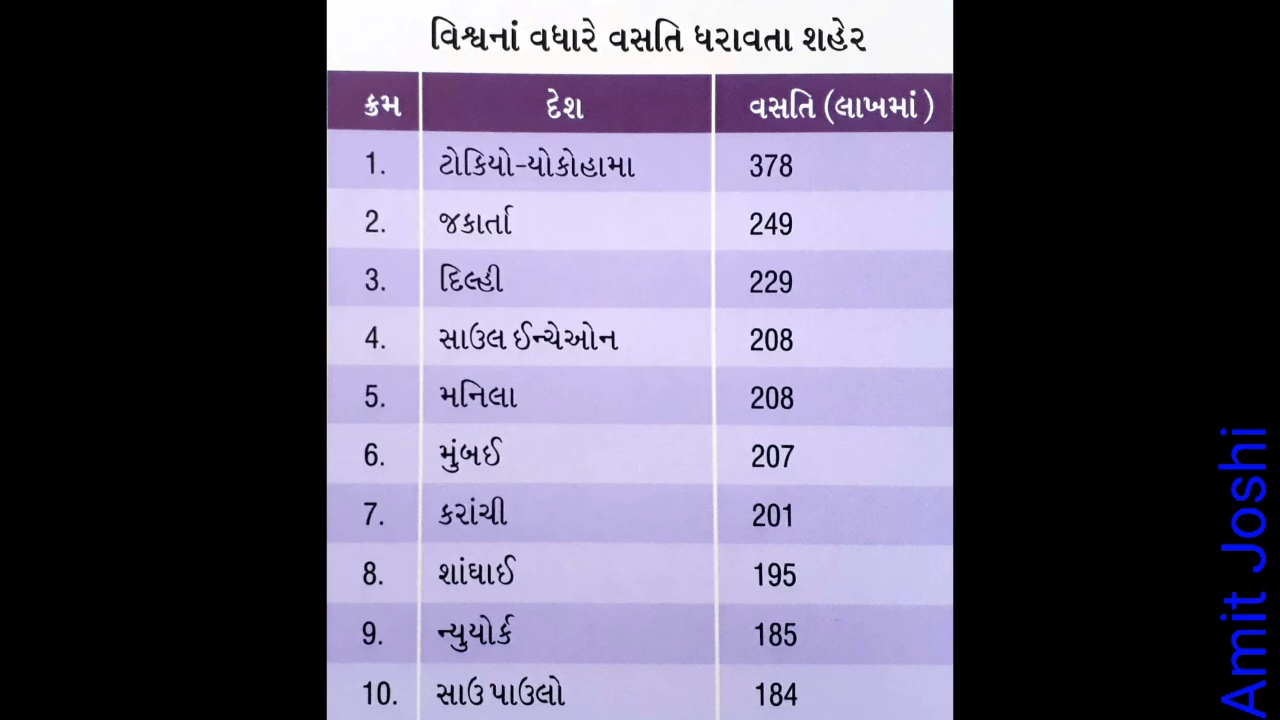 વિશ્વનાં વધારે વસતિ ધરાવતા શહેર
ક્રમ દેશ વસતિ (લાખમાં)
1. ટોકિયો-યોકોહામા 378
2. જકાર્તા 249
3. દિલ્હી 229
4. સાઉલ ઈન્ચેઓન 208
5. મનિલા 208
6. મુંબઈ 207
7. કરાંચી 201
8. શાંઘાઈ 195
9. ન્યુયોર્ક 185
10. સાઉ પાઉલો 184
Amit Joshi